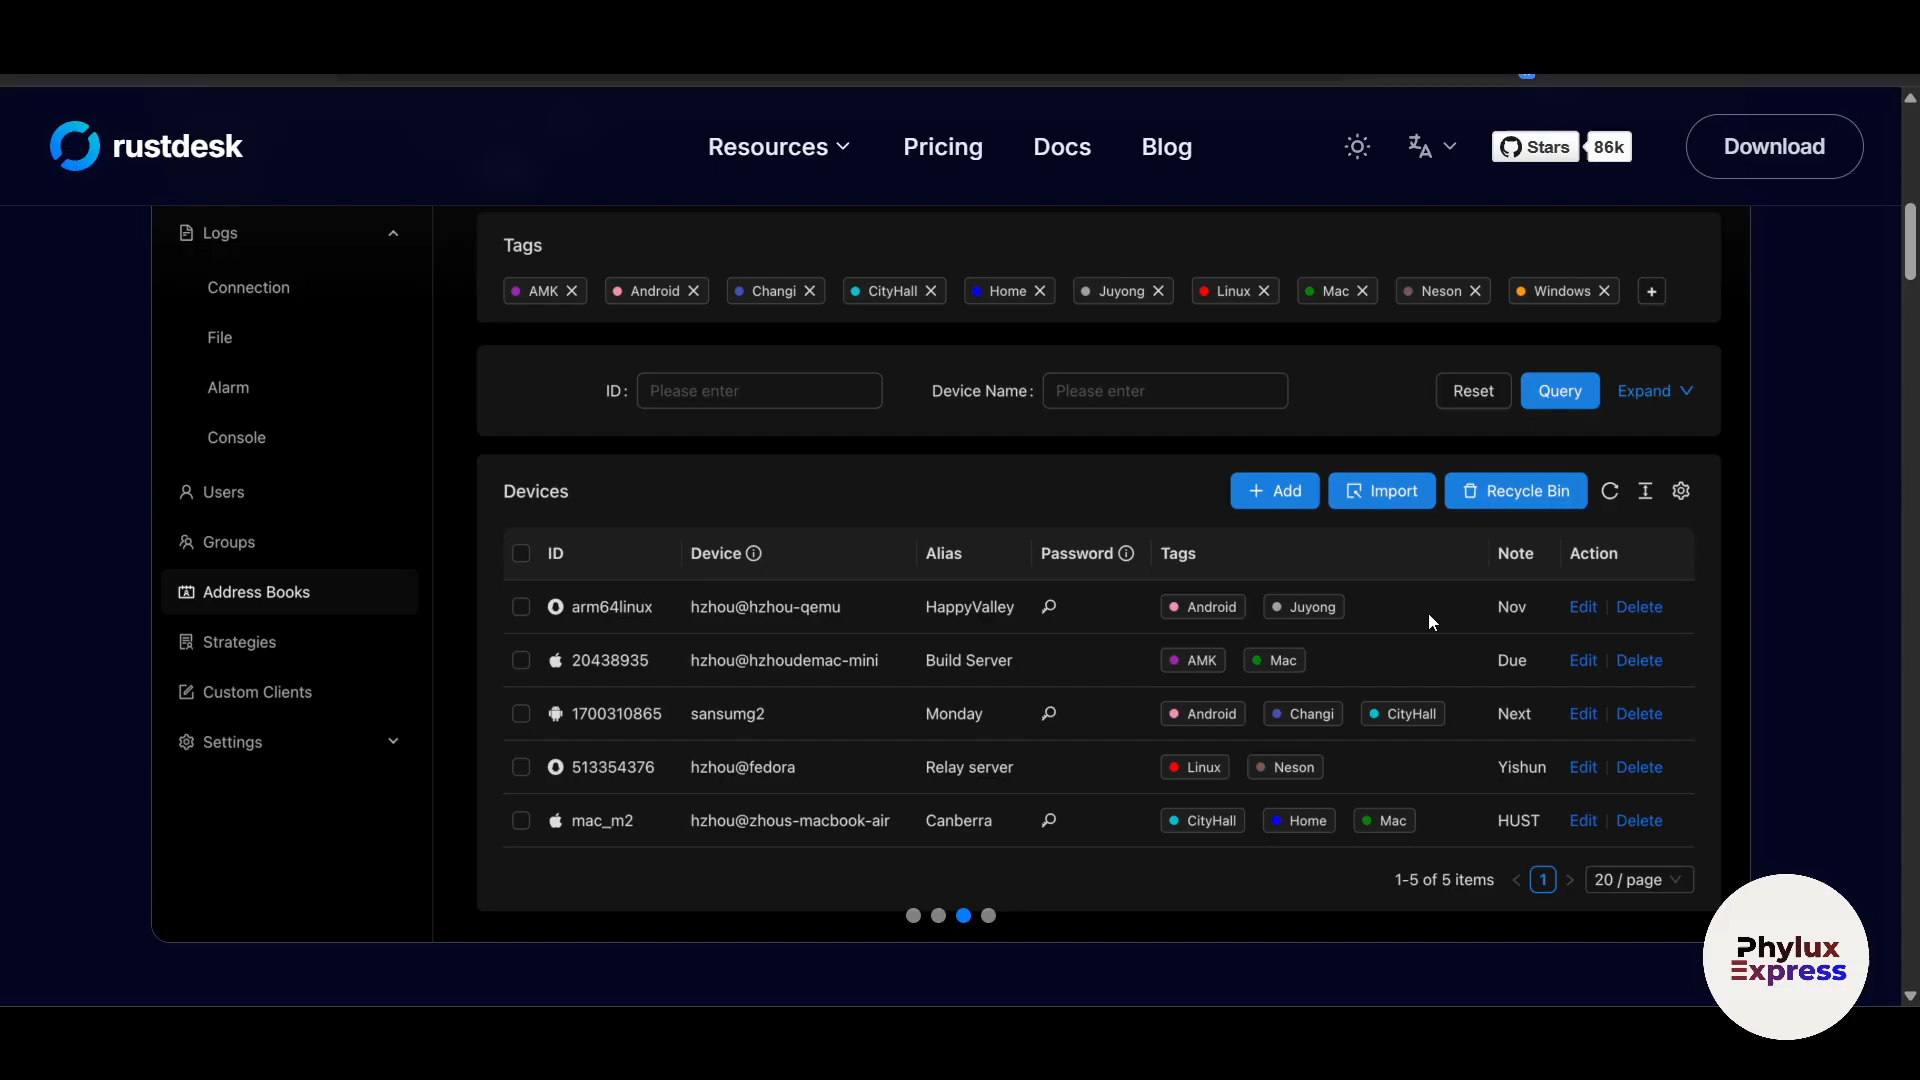 rustdesk
Resources
Pricing
Docs
Blog
Stars
86k
Download
Logs
Connection
File
Alarm
Console
Users
Groups
Address Books
Strategies
Custom Clients
Settings
Tags
AMK Android Changi CityHall Home Juyong Linux Mac Neson Windows +
ID: Please enter Device Name: Please enter Reset Query Expand
Devices + Add Import Recycle Bin
ID Device Alias Password Tags Note Action
arm64linux hzhou@hzhou-qemu HappyValley Android Juyong Nov Edit Delete
20438935 hzhou@hzhoudemac-mini Build Server AMK Mac Due Edit Delete
1700310865 sansumg2 Monday Android Changi CityHall Next Edit Delete
513354376 hzhou@fedora Relay server Linux Neson Yishun Edit Delete
mac_m2 hzhou@zhous-macbook-air Canberra CityHall Home Mac HUST Edit Delete
1-5 of 5 items < 1 > 20 / page
Phylux
Express